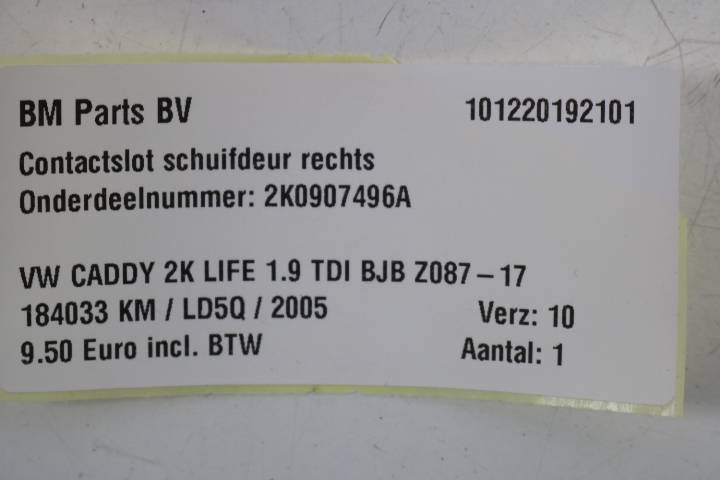 BM Parts BV 101220192101
Contactslot schuifdeur rechts
Onderdeelnummer: 2K0907496A
VW CADDY 2K LIFE 1.9 TDI BJB Z087-17
184033 KM / LD5Q / 2005 Verz: 10
9.50 Euro incl. BTW Aantal: 1